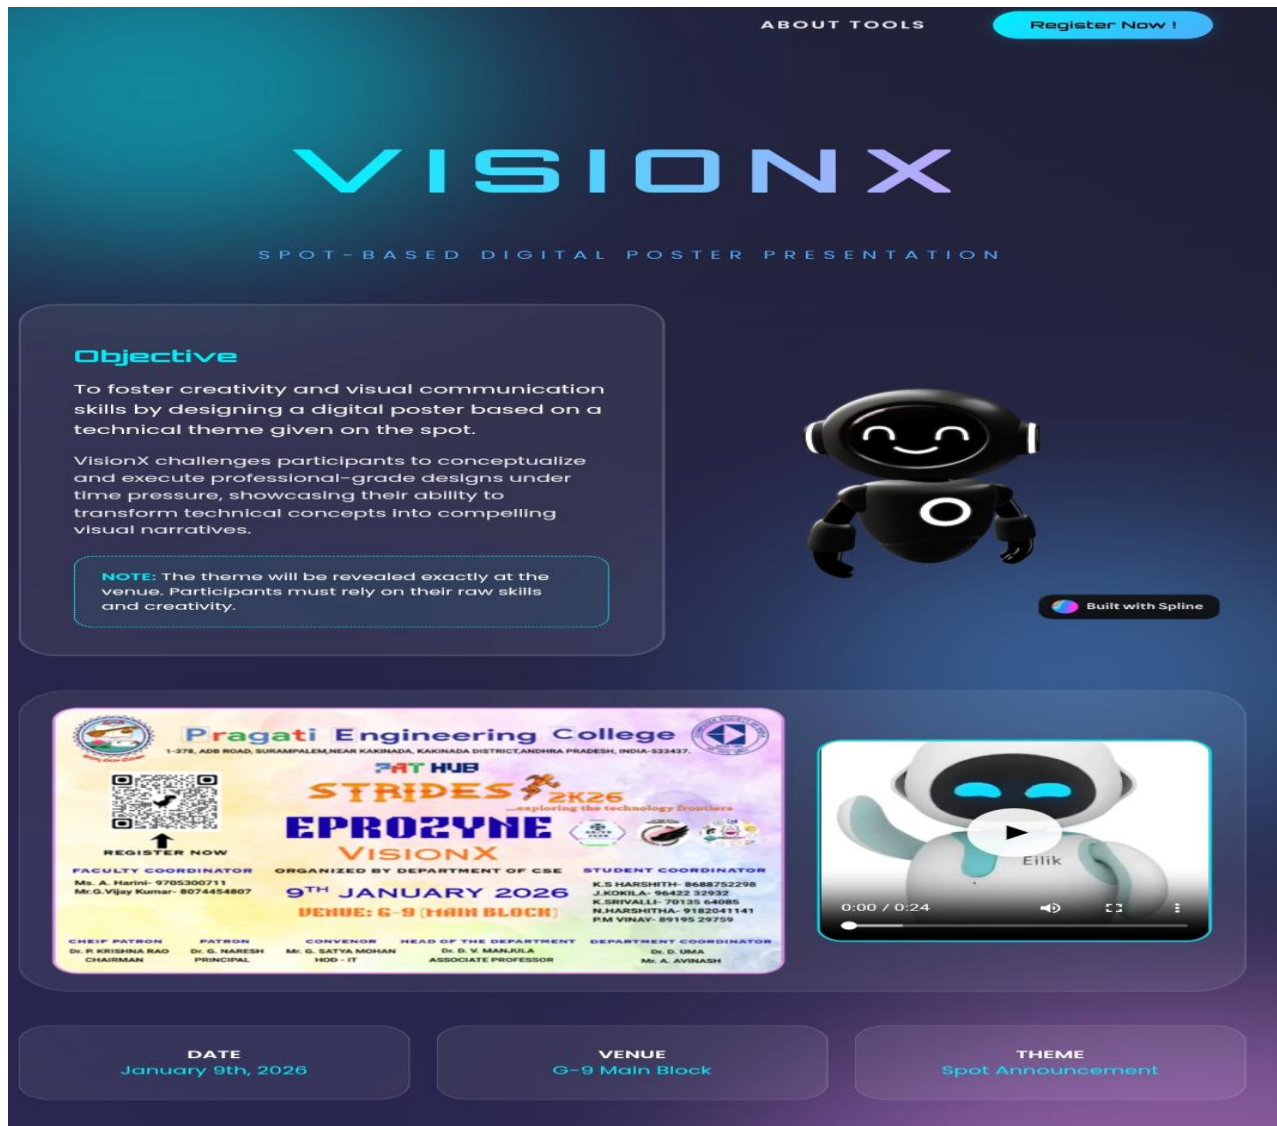 ABOUT TOOLS
Register Now !
VISIONX
SPOT-BASED DIGITAL POSTER PRESENTATION
Objective
To foster creativity and visual communication
skills by designing a digital poster based on a
technical theme given on the spot.
VisionX challenges participants to conceptualize
and execute professional-grade designs under
time pressure, showcasing their ability to
transform technical concepts into compelling
visual narratives.
NOTE: The theme will be revealed exactly at the
venue. Participants must rely on their raw skills
and creativity.
Built with Spline
Pragati Engineering College
1-378, ADB ROAD, SURAMPALEM,NEAR KAKINADA, KAKINADA DISTRICT,ANDHRA PRADESH, INDIA-533437.
PAT HUB
STRIDES 2K26
...exploring the technology frontiers
EPROZYNE
VISIONX
REGISTER NOW
FACULTY COORDINATOR
Ms. A. Harini- 9705300711
Mr.G.Vijay Kumar- 8074454807
ORGANIZED BY DEPARTMENT OF CSE
9TH JANUARY 2026
VENUE: G-9 (MAIN BLOCK)
STUDENT COORDINATOR
K.S HARSHITH- 8688752298
J.KOKILA- 96422 32932
K.SRIVALLI- 70135 64085
N.HARSHITHA- 9182041141
P.M VINAY- 89195 29759
CHEIF PATRON
Dr. P. KRISHNA RAO
CHAIRMAN
PATRON
Dr. G. NARESH
PRINCIPAL
CONVENOR
Mr. G. SATYA MOHAN
HOD - IT
HEAD OF THE DEPARTMENT
Dr. D. V. MANJULA
ASSOCIATE PROFESSOR
DEPARTMENT COORDINATOR
Dr. D. UMA
Mr. A. AVINASH
Eilik
0:00 / 0:24
DATE
January 9th, 2026
VENUE
G-9 Main Block
THEME
Spot Announcement